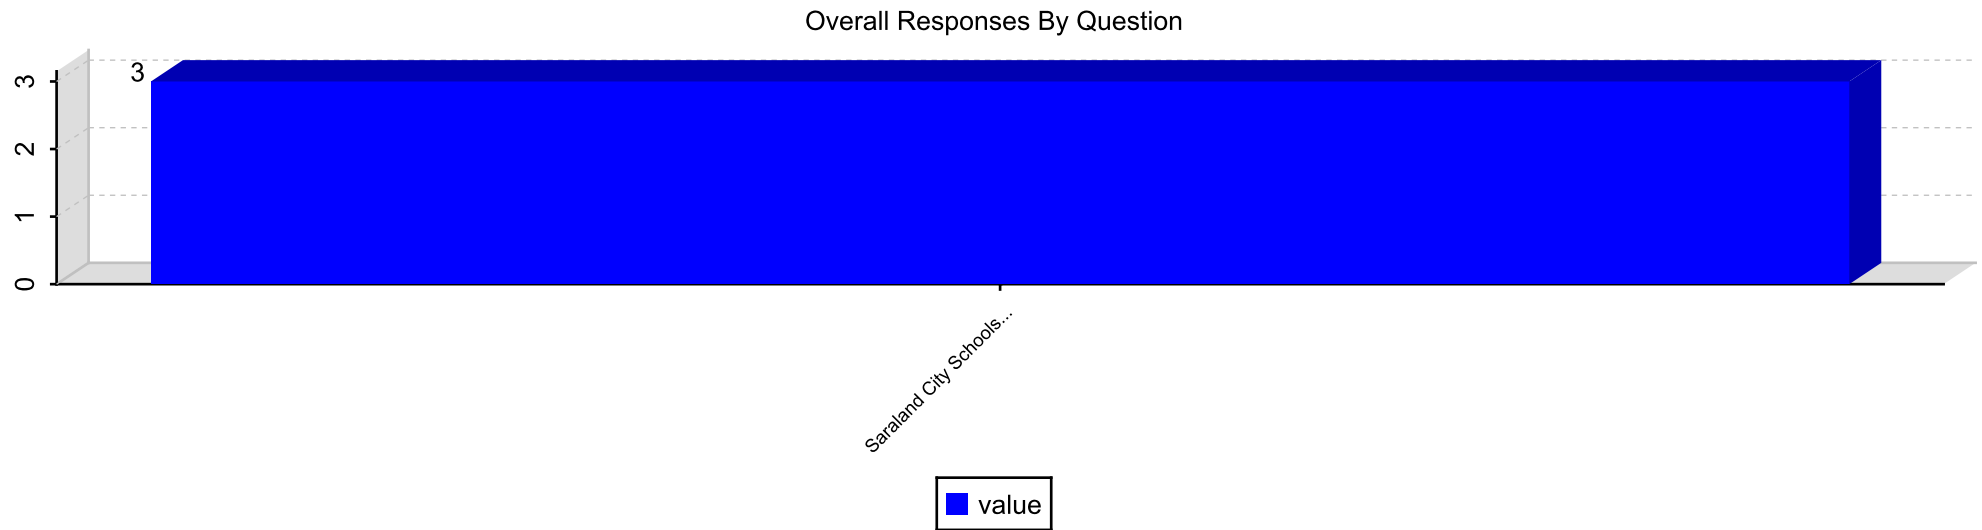 Overall Responses By Question
3
3
2
1
0
Saraland City Schools...
value